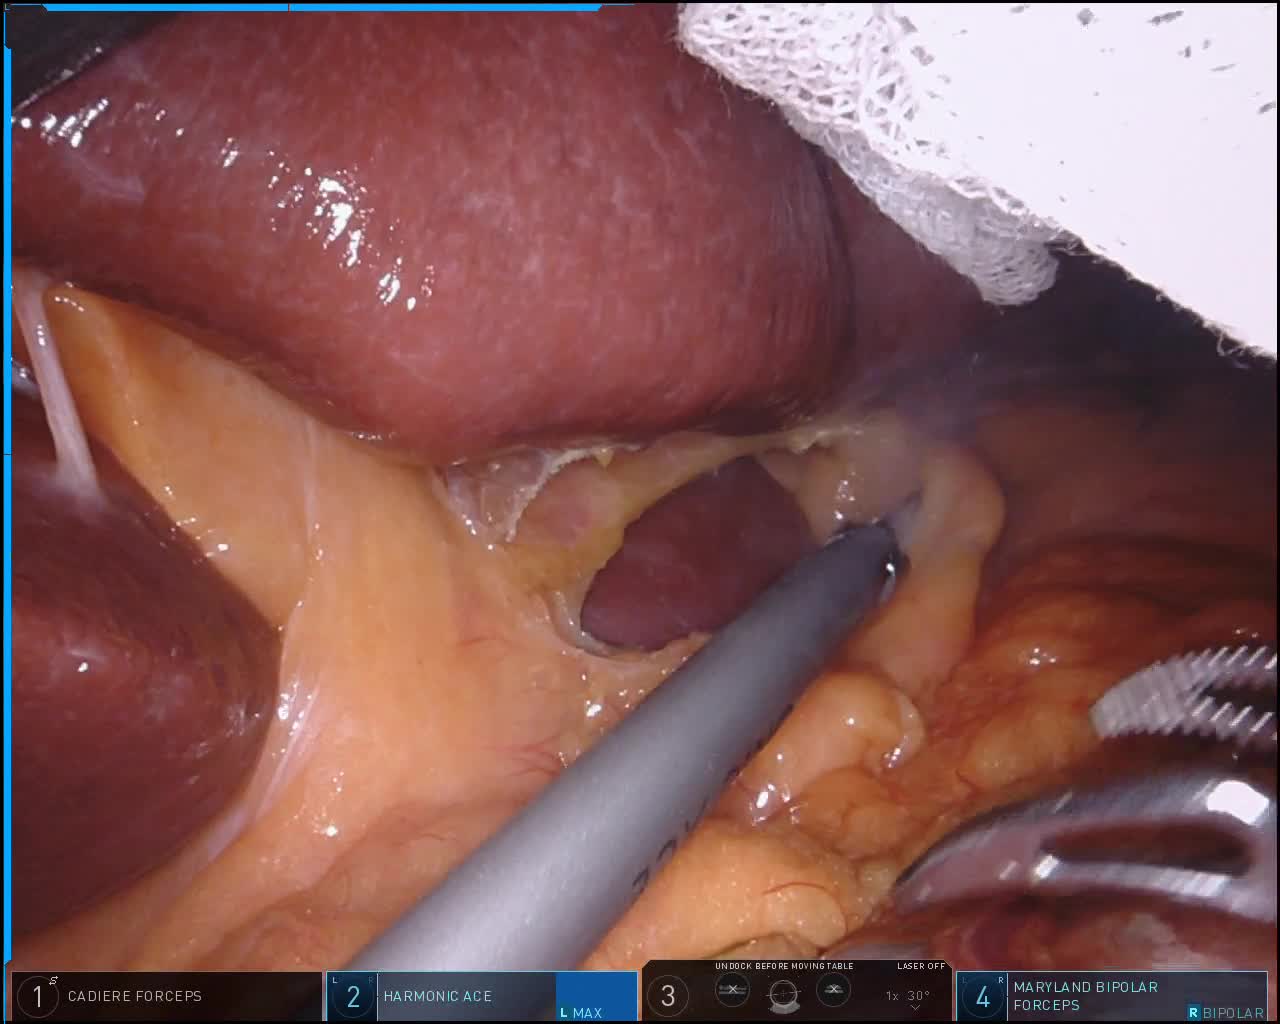 UNDOCK BEFORE MOVING TABLE LASER OFF
1 CADIERE FORCEPS
L R
2 HARMONIC ACE
L MAX
3
1x 30°
L R
4 MARYLAND BIPOLAR
FORCEPS
R BIPOLAR